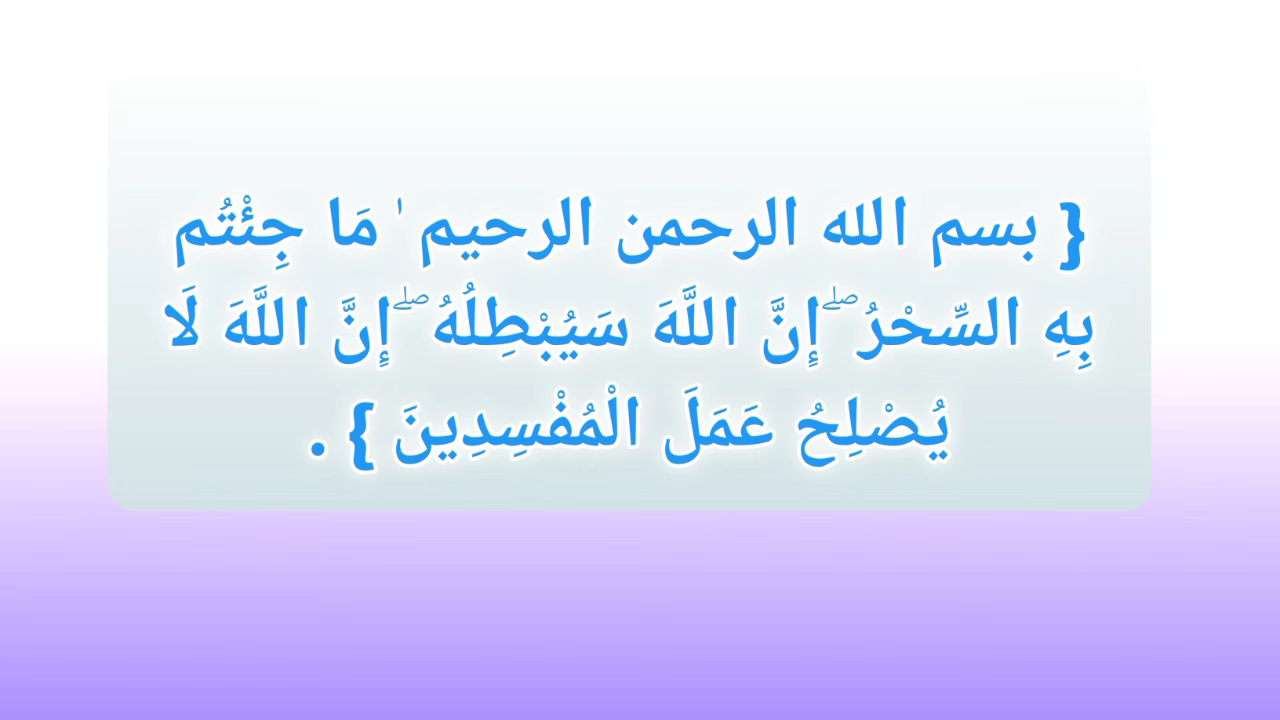 { بسم الله الرحمن الرحيم ٰ مَا جِئْتُم
بِهِ السِّحْرُ ۖ إِنَّ اللَّهَ سَيُبْطِلُهُ ۖ إِنَّ اللَّهَ لَا
يُصْلِحُ عَمَلَ الْمُفْسِدِينَ } .